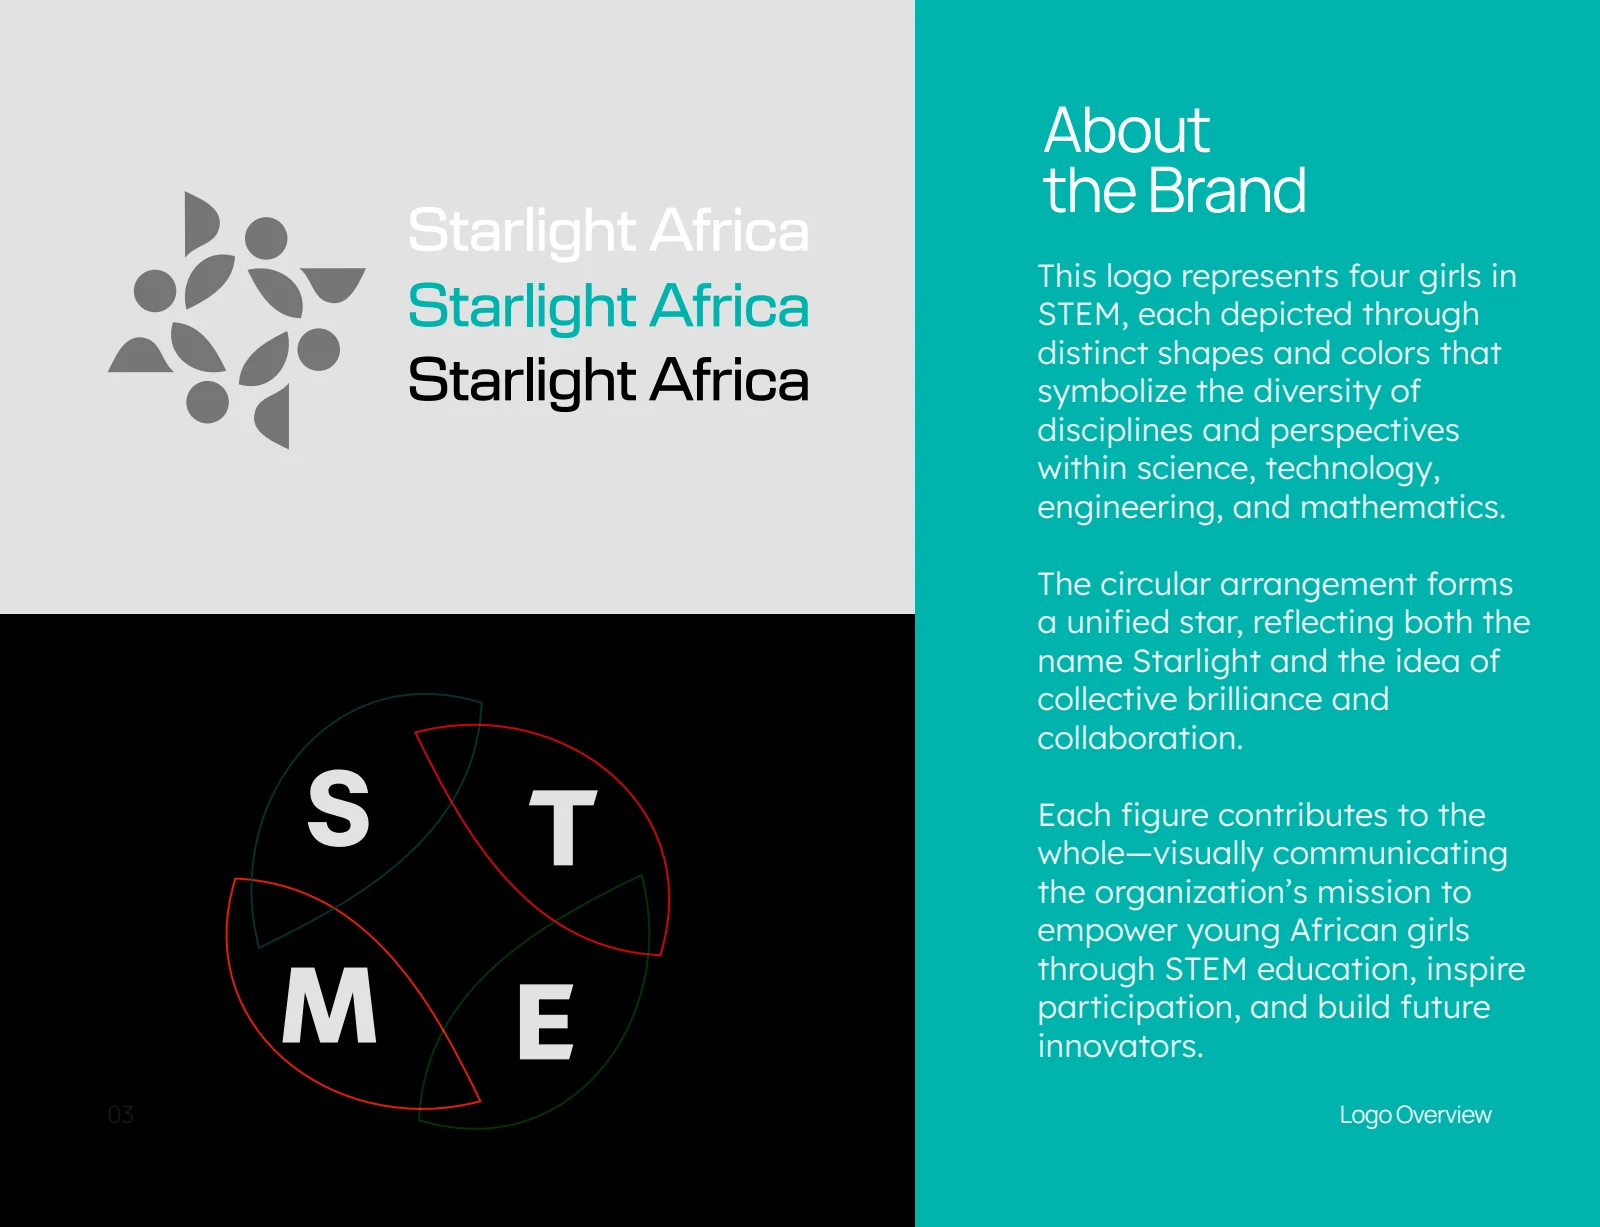 Starlight Africa
Starlight Africa
Starlight Africa
S
T
M
E
03
About
the Brand
This logo represents four girls in
STEM, each depicted through
distinct shapes and colors that
symbolize the diversity of
disciplines and perspectives
within science, technology,
engineering, and mathematics.
The circular arrangement forms
a unified star, reflecting both the
name Starlight and the idea of
collective brilliance and
collaboration.
Each figure contributes to the
whole—visually communicating
the organization’s mission to
empower young African girls
through STEM education, inspire
participation, and build future
innovators.
Logo Overview